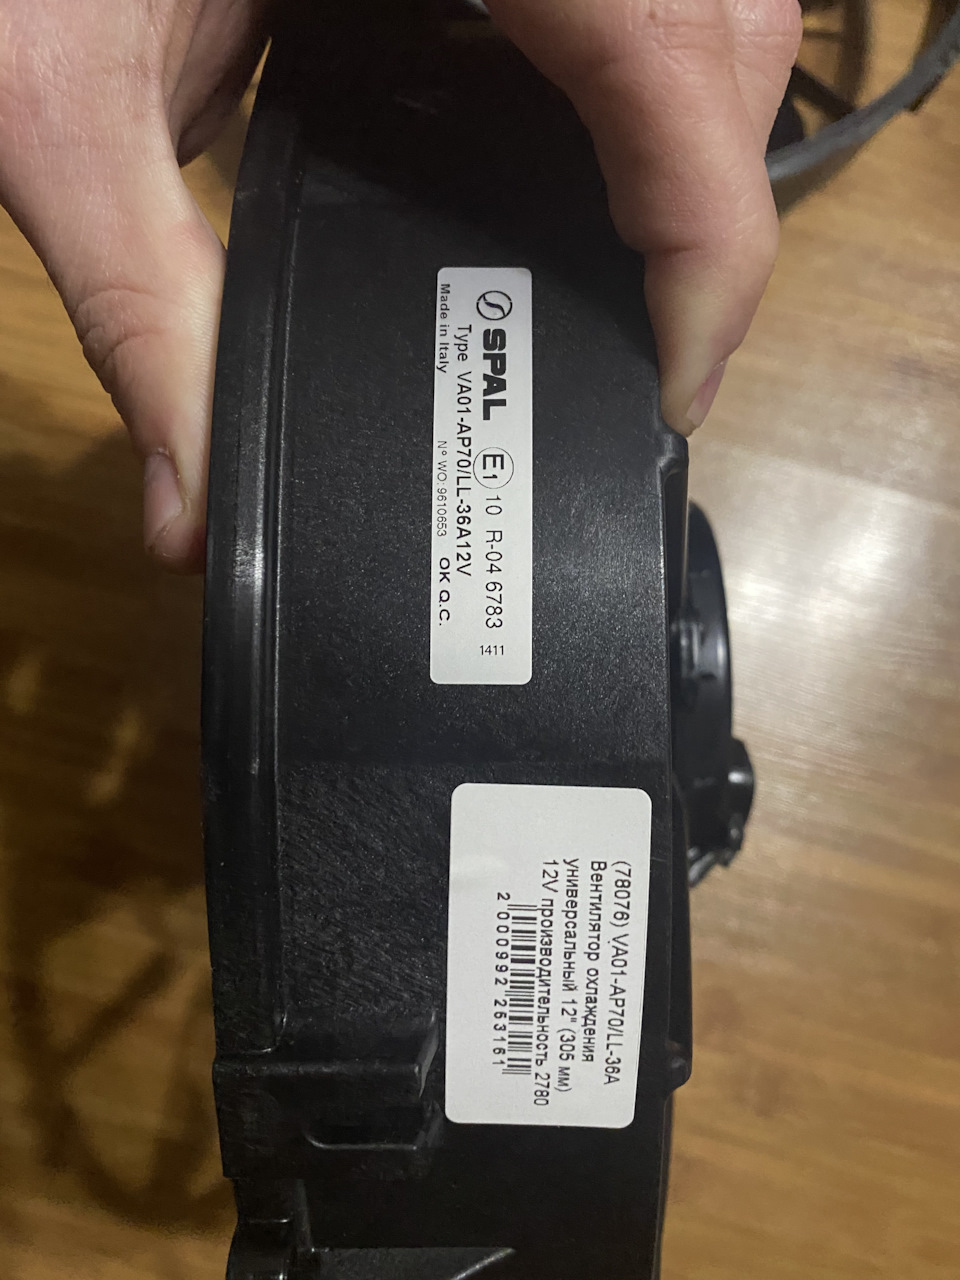 SPAL E1 10 R-04 6783 1411
Type VA01-AP70/LL-36A12V
Made in Italy N° WO:9610653 OK Q.C.
(78076) VA01-AP70/LL-36A
Вентилятор охлаждения
универсальный 12" (305 мм)
12V производительность 2780
2 000992 263161